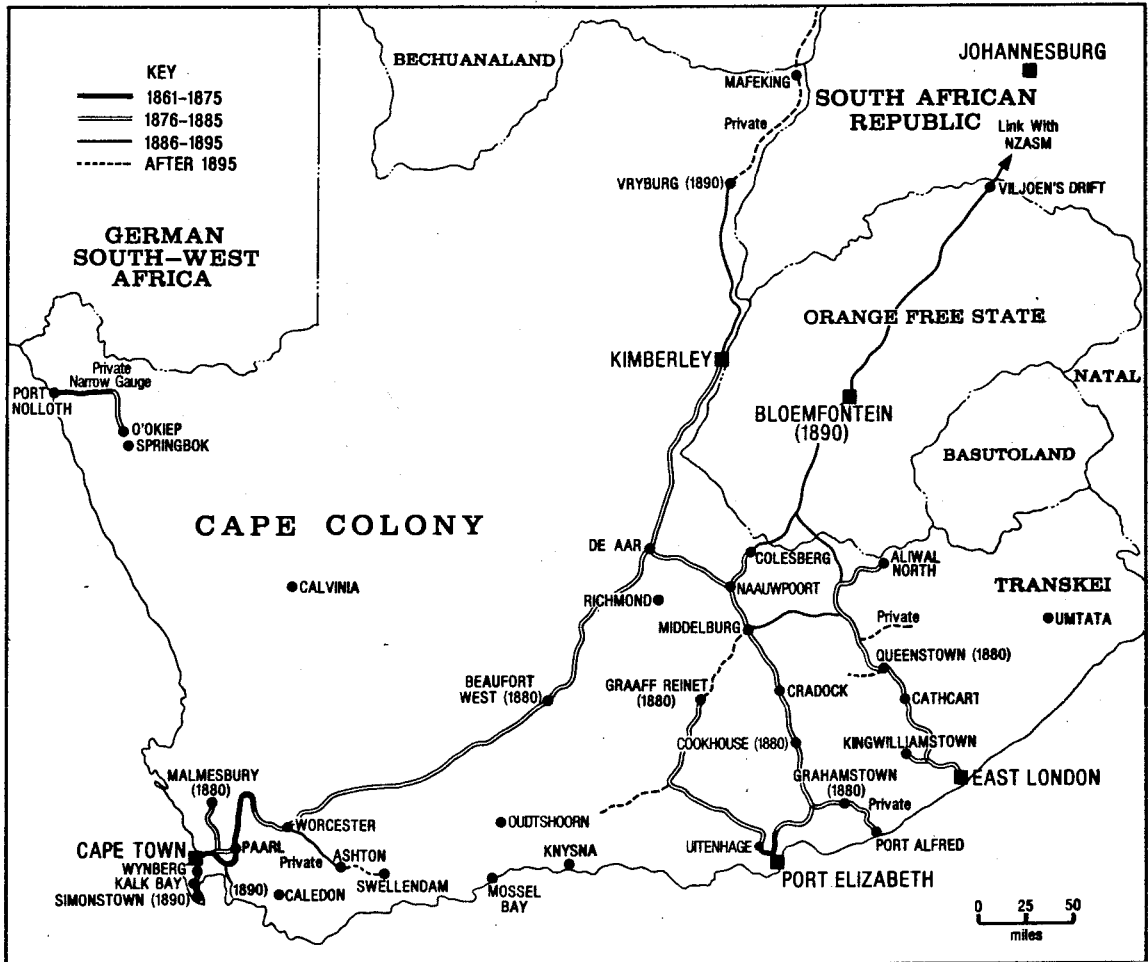 KEY
1861–1875
1876–1885
1886–1895
AFTER 1895
BECHUANALAND
JOHANNESBURG
MAFEKING
SOUTH AFRICAN
REPUBLIC
Private
Link With
NZASM
VRYBURG (1890)
VILJOEN'S DRIFT
GERMAN
SOUTH–WEST
AFRICA
ORANGE FREE STATE
KIMBERLEY
Private
Narrow Gauge
NATAL
PORT
NOLLOTH
BLOEMFONTEIN
(1890)
O'OKIEP
SPRINGBOK
BASUTOLAND
CAPE COLONY
DE AAR
COLESBERG
ALIWAL
NORTH
CALVINIA
NAAUWPOORT
TRANSKEI
RICHMOND
Private
UMTATA
MIDDELBURG
QUEENSTOWN (1880)
BEAUFORT
WEST (1880)
GRAAFF REINET
(1880)
CRADOCK
CATHCART
COOKHOUSE (1880)
KINGWILLIAMSTOWN
MALMESBURY
(1880)
GRAHAMSTOWN
(1880)
EAST LONDON
Private
WORCESTER
OUDTSHOORN
PORT ALFRED
CAPE TOWN
PAARL
Private
ASHTON
KNYSNA
UITENHAGE
WYNBERG
KALK BAY
SIMONSTOWN (1890)
(1890)
CALEDON
SWELLENDAM
MOSSEL
BAY
PORT ELIZABETH
0 25 50
miles